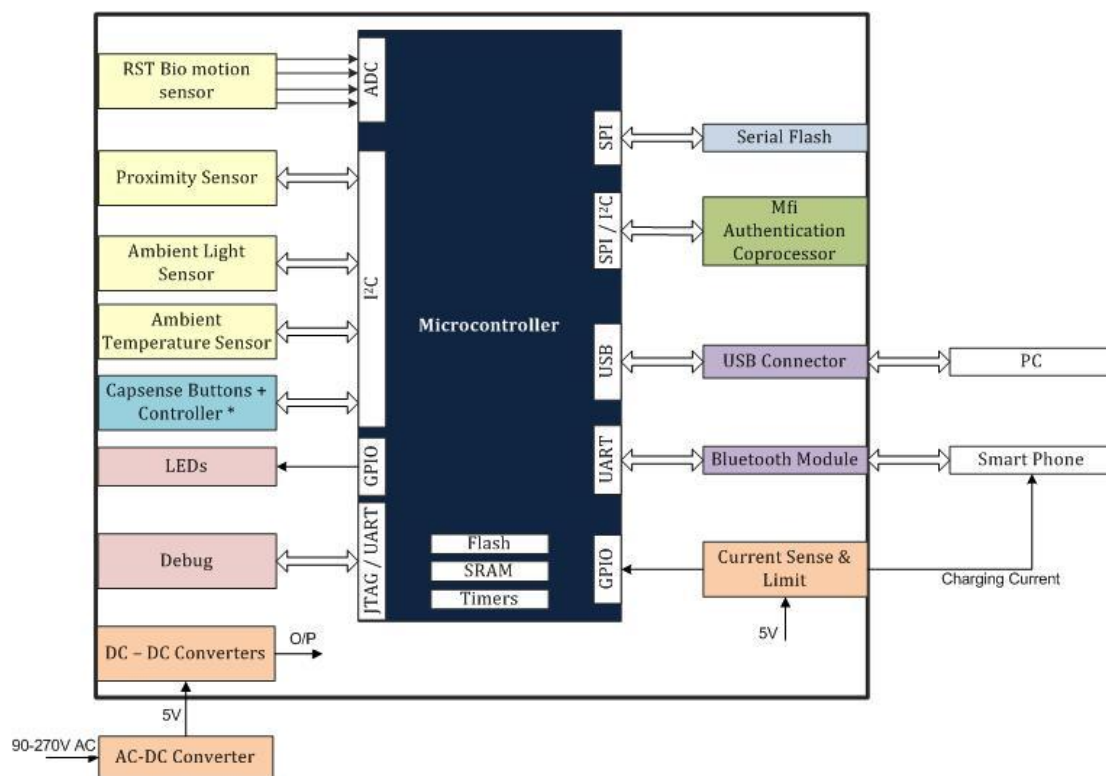 RST Bio motion
sensor
ADC
Proximity Sensor
Ambient Light
Sensor
Ambient
Temperature Sensor
Capsense Buttons +
Controller *
I²C
LEDs
GPIO
Debug
JTAG / UART
DC – DC Converters
O/P
5V
90-270V AC
AC-DC Converter
Microcontroller
Flash
SRAM
Timers
SPI
Serial Flash
SPI / I²C
Mfi
Authentication
Coprocessor
USB
USB Connector
PC
UART
Bluetooth Module
Smart Phone
GPIO
Current Sense &
Limit
Charging Current
5V